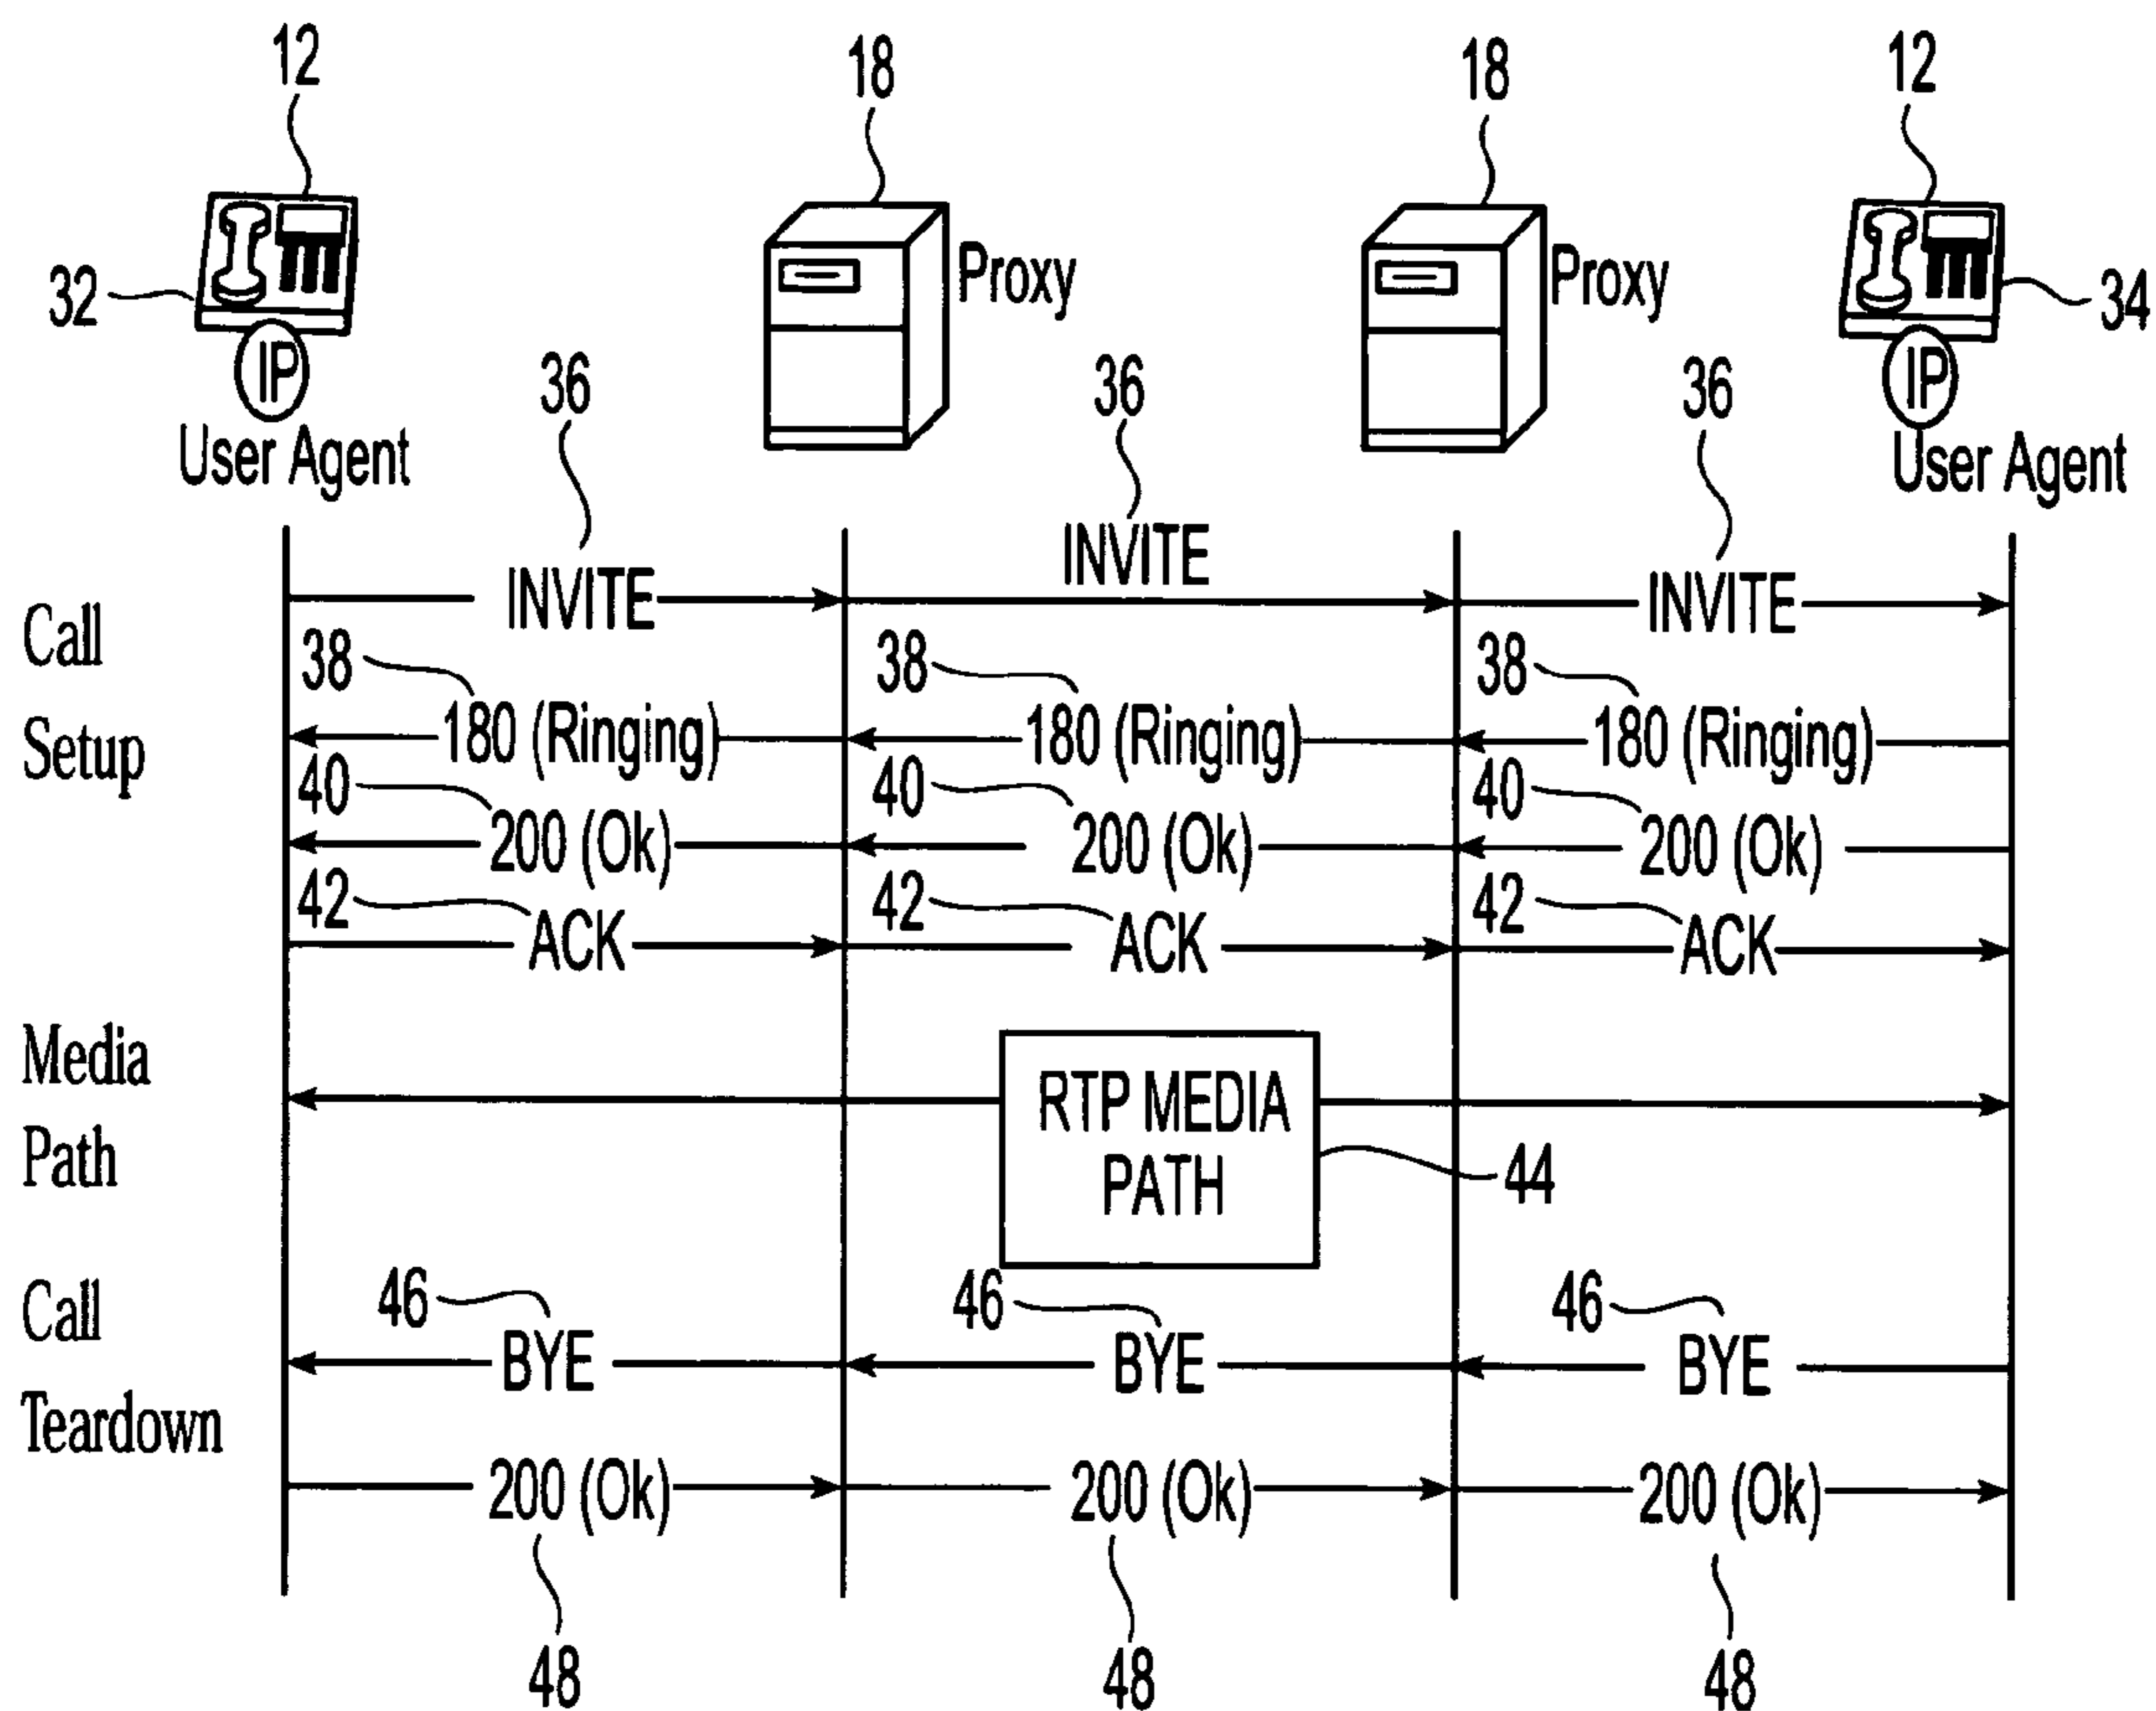 12 18 18 12
32 Proxy Proxy 34
IP IP
User Agent User Agent
36 36 36
INVITE INVITE INVITE
Call
38 38 38
180 (Ringing) 180 (Ringing) 180 (Ringing)
Setup
40 40 40
200 (Ok) 200 (Ok) 200 (Ok)
42 42 42
ACK ACK ACK
Media
RTP MEDIA
Path
PATH 44
Call
46 46 46
BYE BYE BYE
Teardown
200 (Ok) 200 (Ok) 200 (Ok)
48 48 48